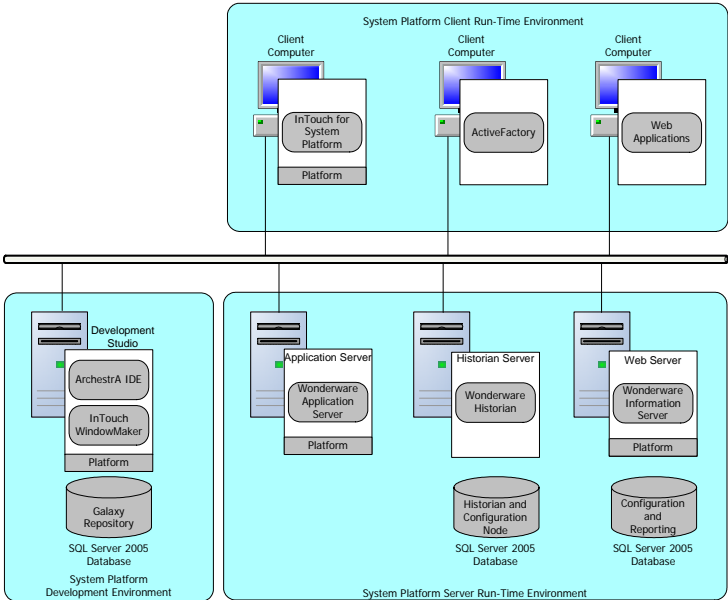 System Platform Client Run-Time Environment
Client
Computer
Client
Computer
Client
Computer
InTouch for
System
Platform
Platform
ActiveFactory
Web
Applications
Development
Studio
ArchestrA IDE
InTouch
WindowMaker
Platform
Galaxy
Repository
SQL Server 2005
Database
System Platform
Development Environment
Application Server
Wonderware
Application
Server
Platform
Historian Server
Wonderware
Historian
Historian and
Configuration
Node
SQL Server 2005
Database
Web Server
Wonderware
Information
Server
Platform
Configuration
and
Reporting
SQL Server 2005
Database
System Platform Server Run-Time Environment